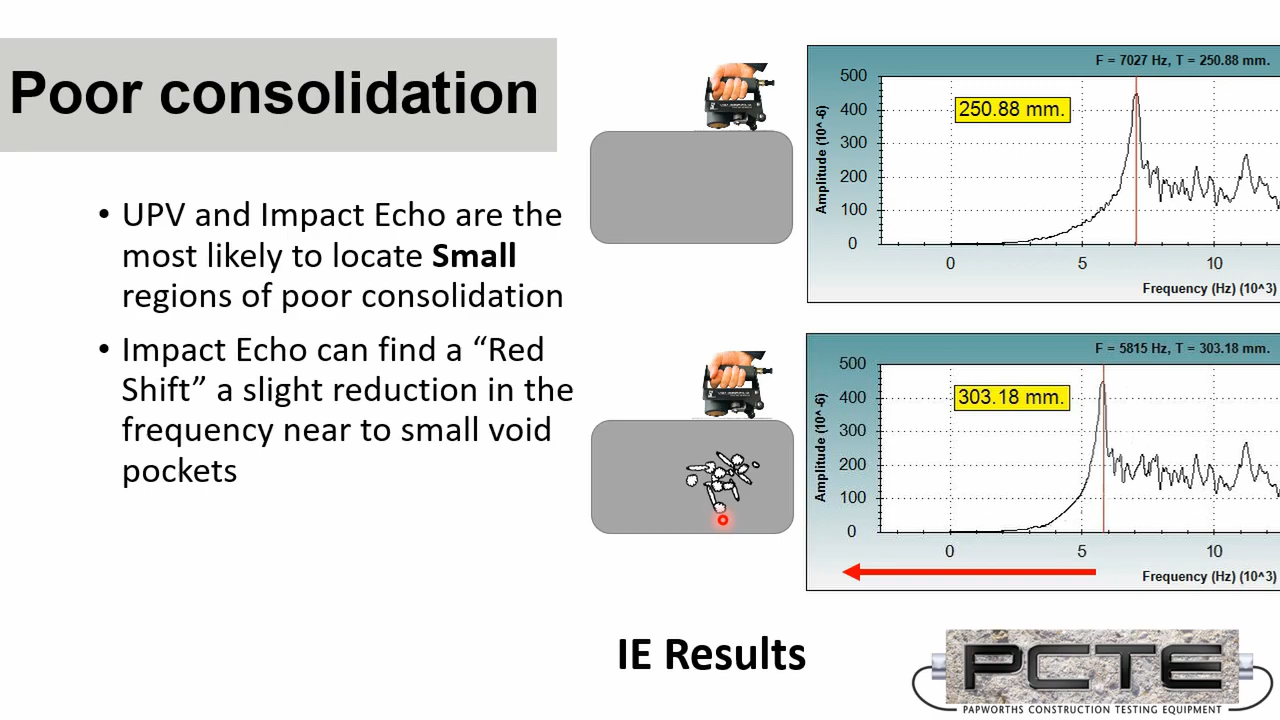 Poor consolidation
• UPV and Impact Echo are the
most likely to locate Small
regions of poor consolidation
• Impact Echo can find a “Red
Shift” a slight reduction in the
frequency near to small void
pockets
F = 7027 Hz, T = 250.88 mm.
250.88 mm.
Amplitude (10^-6)
500
400
300
200
100
0
0 5 10
Frequency (Hz) (10^3)
F = 5815 Hz, T = 303.18 mm.
303.18 mm.
Amplitude (10^-6)
500
400
300
200
100
0
0 5 10
Frequency (Hz) (10^3)
IE Results
PCTE
PAPWORTHS CONSTRUCTION TESTING EQUIPMENT